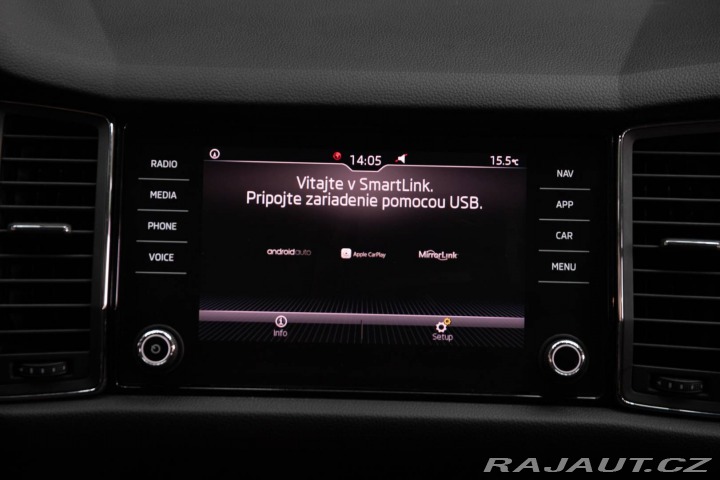 RADIO
MEDIA
PHONE
VOICE
14:05
15.5°C
Vitajte v SmartLink.
Pripojte zariadenie pomocou USB.
androidauto
Apple CarPlay
MirrorLink
Info
Setup
NAV
APP
CAR
MENU
RAJAUT.CZ